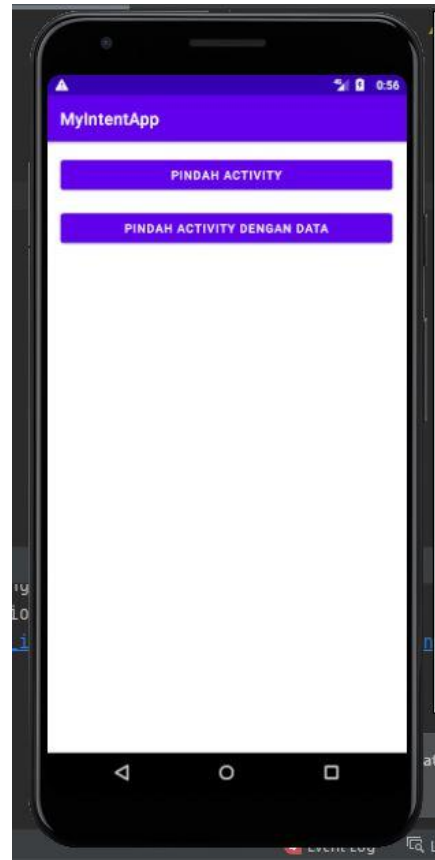 0:56
MyIntentApp
PINDAH ACTIVITY
PINDAH ACTIVITY DENGAN DATA
Event Log